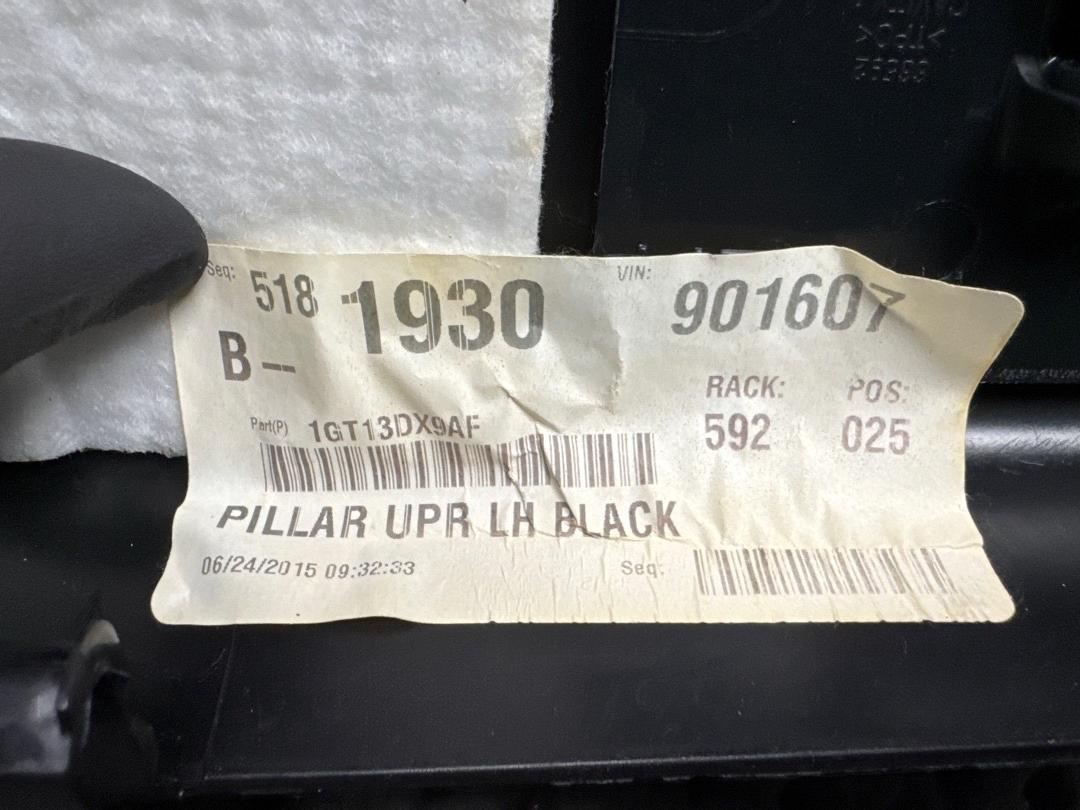 Seq: 518 1930 VIN: 901607
B--
RACK: POS:
592 025
Part(P) 1GT13DX9AF
PILLAR UPR LH BLACK
06/24/2015 09:32:33 Seq: